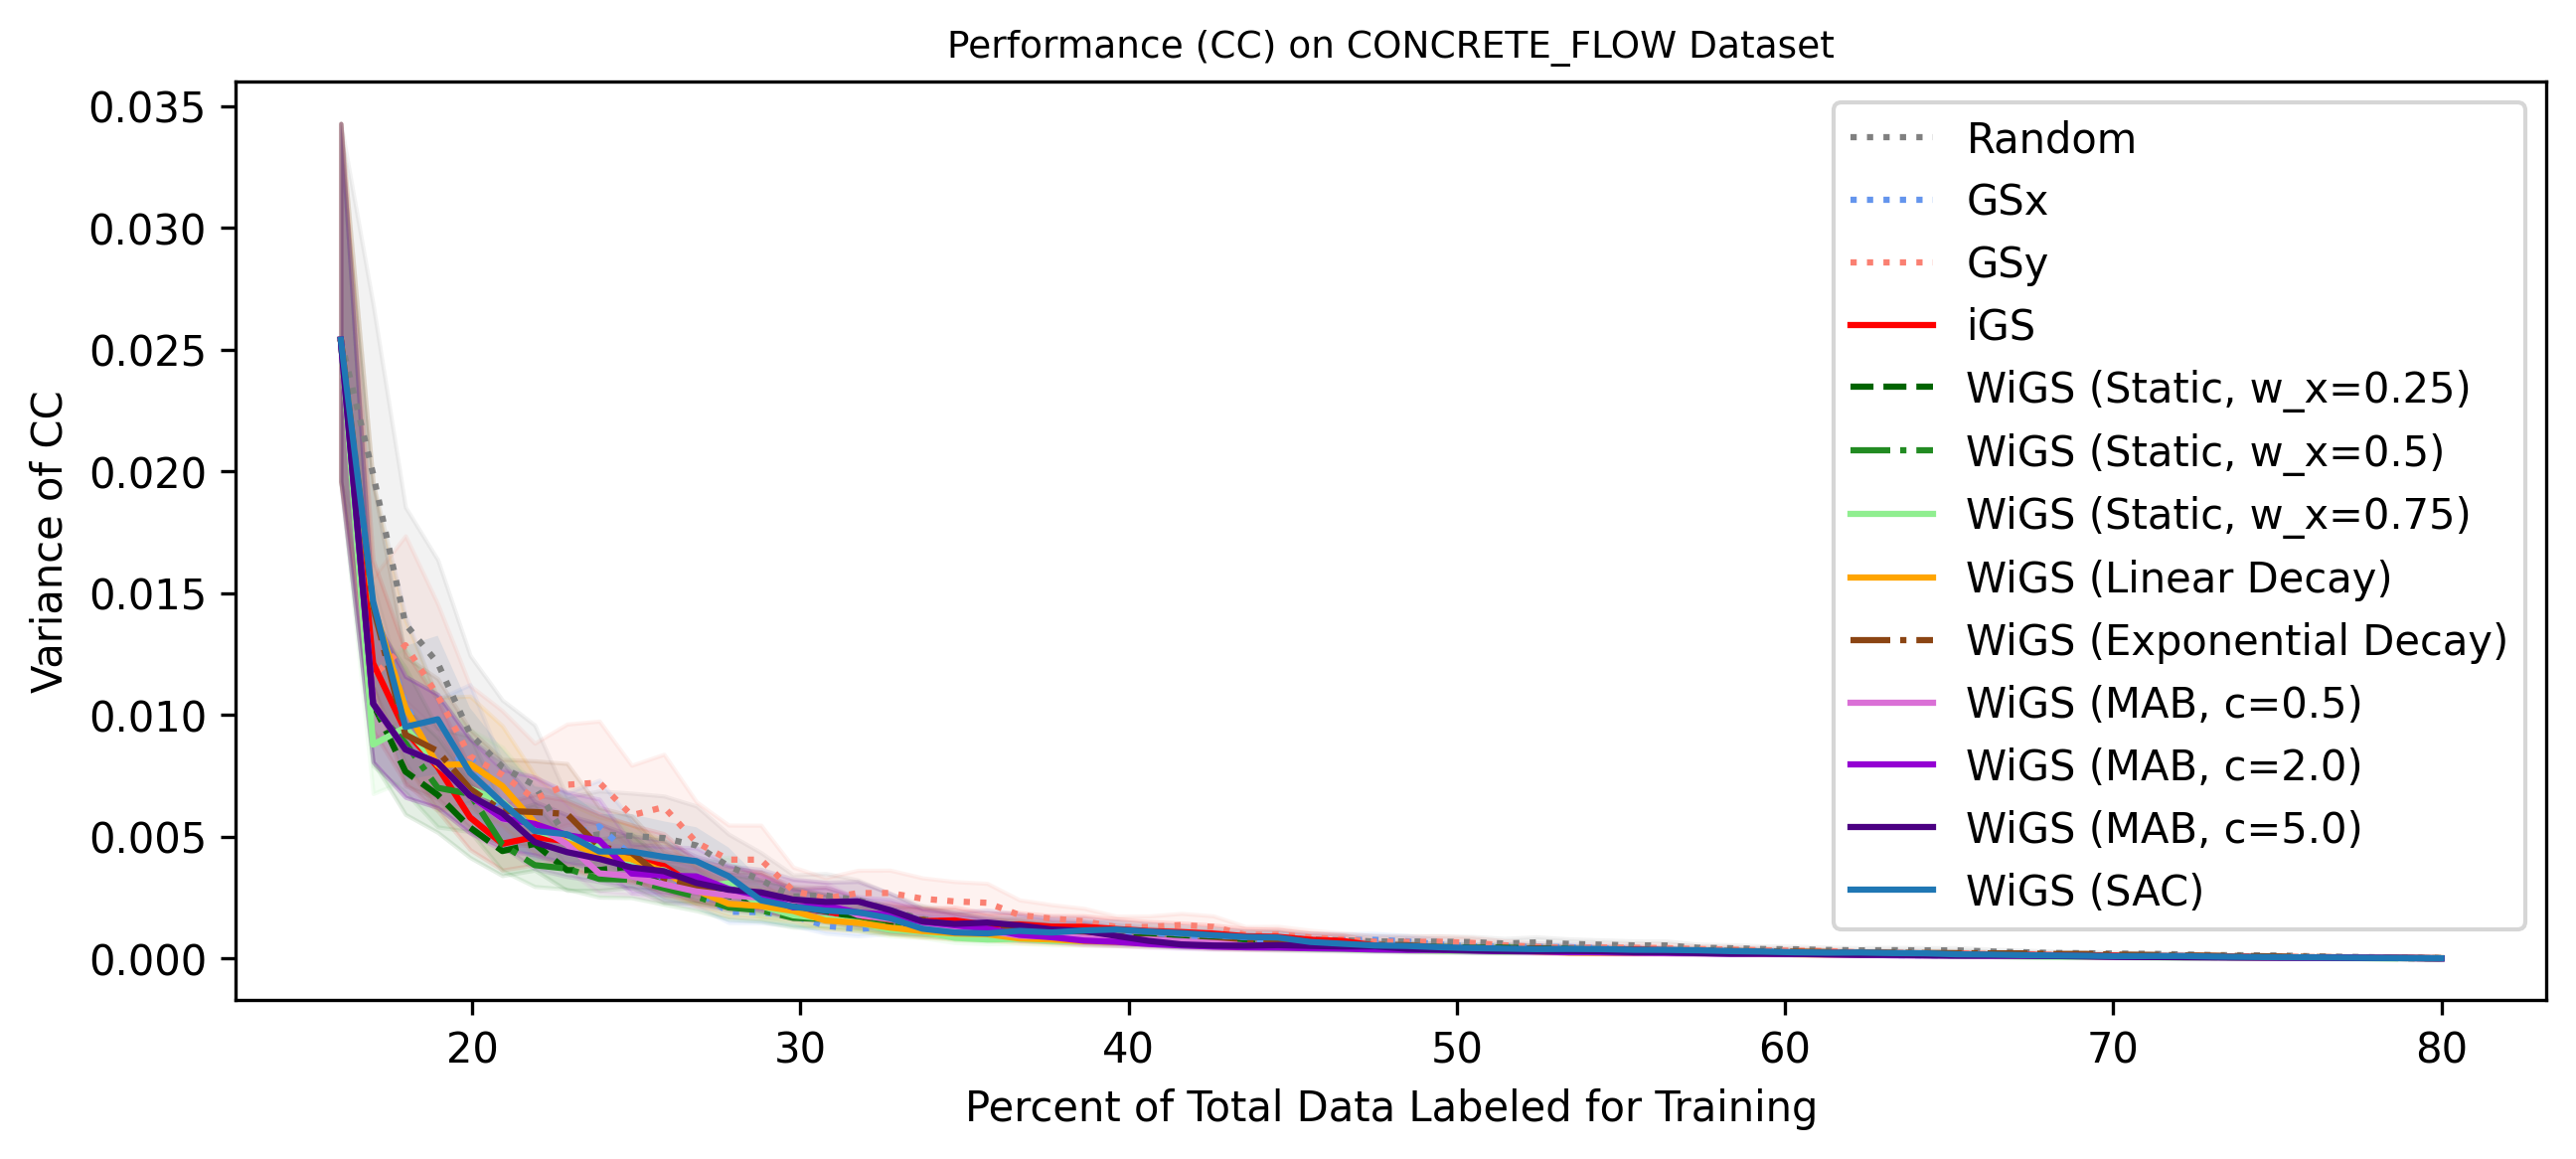 Performance (CC) on CONCRETE_FLOW Dataset
Variance of CC
0.035
0.030
0.025
0.020
0.015
0.010
0.005
0.000
20
30
40
50
60
70
80
Percent of Total Data Labeled for Training
Random
GSx
GSy
iGS
WiGS (Static, w_x=0.25)
WiGS (Static, w_x=0.5)
WiGS (Static, w_x=0.75)
WiGS (Linear Decay)
WiGS (Exponential Decay)
WiGS (MAB, c=0.5)
WiGS (MAB, c=2.0)
WiGS (MAB, c=5.0)
WiGS (SAC)